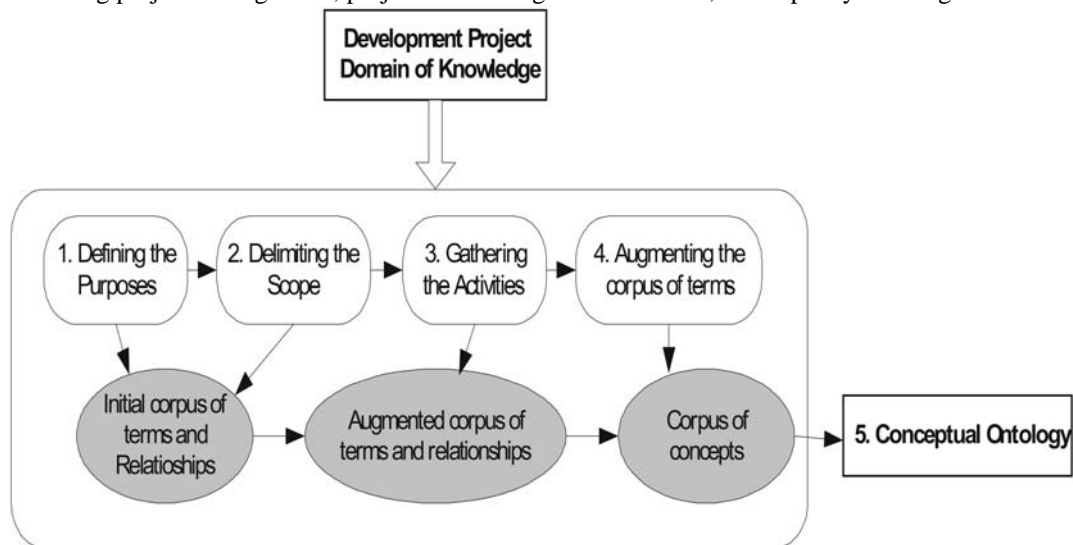 Development Project
Domain of Knowledge
1. Defining the
Purposes
2. Delimiting the
Scope
3. Gathering
the Activities
4. Augmenting the
corpus of terms
Initial corpus of
terms and
Relatioships
Augmented corpus of
terms and relationships
Corpus of
concepts
5. Conceptual Ontology